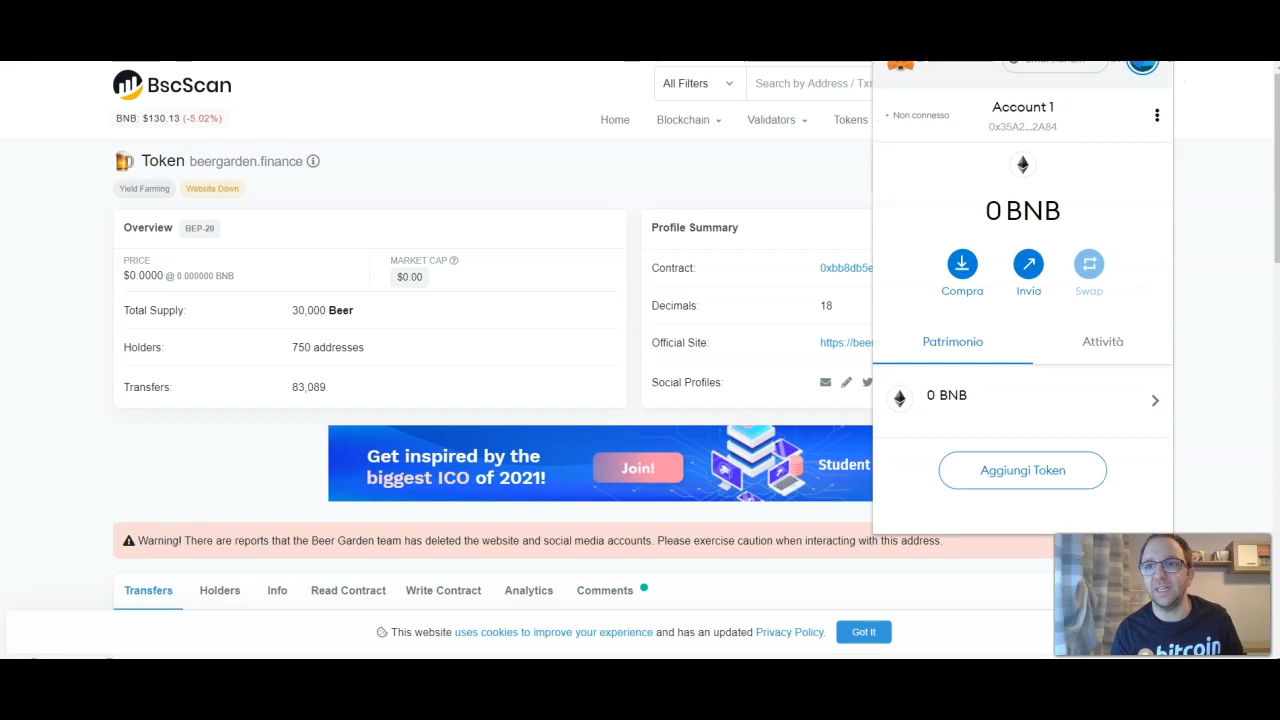 BscScan
BNB: $130.13 (-5.02%)
All Filters
Search by Address / Txn
Home
Blockchain
Validators
Tokens
Token beergarden.finance
Yield Farming
Website Down
Overview BEP-20
PRICE
$0.0000 @ 0.000000 BNB
MARKET CAP
$0.00
Total Supply:
30,000 Beer
Holders:
750 addresses
Transfers:
83,089
Profile Summary
Contract:
0xbb8db5e
Decimals:
18
Official Site:
https://beer
Social Profiles:
Non connesso
Account 1
0x35A2...2A84
0 BNB
Compra
Invia
Swap
Patrimonio
Attività
0 BNB
Aggiungi Token
Get inspired by the
biggest ICO of 2021!
Join!
Student
Warning! There are reports that the Beer Garden team has deleted the website and social media accounts. Please exercise caution when interacting with this address.
Transfers
Holders
Info
Read Contract
Write Contract
Analytics
Comments
This website uses cookies to improve your experience and has an updated Privacy Policy.
Got It
bitcoin